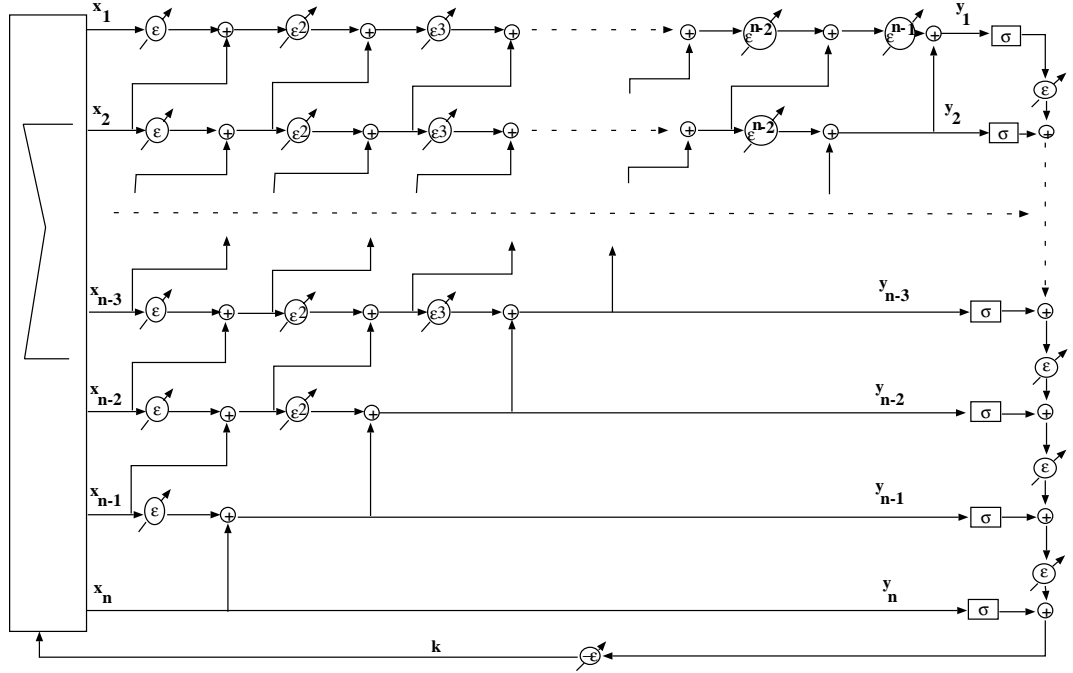 x1 ε ε2 ε3 εn-2 εn-1 y1 σ
ε
x2 ε ε2 ε3 εn-2 y2 σ
xn-3 ε ε2 ε3 yn-3 σ
ε
xn-2 ε ε2 yn-2 σ
ε
xn-1 ε yn-1 σ
ε
xn yn σ
k -ε